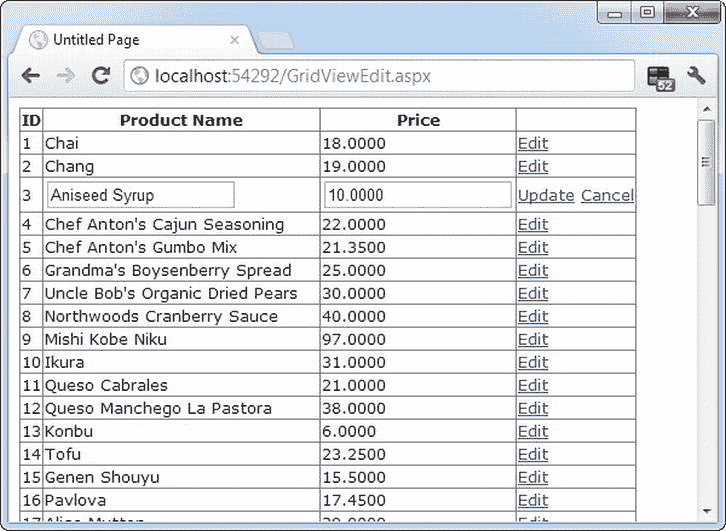 Untitled Page
localhost:54292/GridViewEdit.aspx
52
ID Product Name Price
1 Chai 18.0000 Edit
2 Chang 19.0000 Edit
3 Aniseed Syrup 10.0000 Update Cancel
4 Chef Anton's Cajun Seasoning 22.0000 Edit
5 Chef Anton's Gumbo Mix 21.3500 Edit
6 Grandma's Boysenberry Spread 25.0000 Edit
7 Uncle Bob's Organic Dried Pears 30.0000 Edit
8 Northwoods Cranberry Sauce 40.0000 Edit
9 Mishi Kobe Niku 97.0000 Edit
10 Ikura 31.0000 Edit
11 Queso Cabrales 21.0000 Edit
12 Queso Manchego La Pastora 38.0000 Edit
13 Konbu 6.0000 Edit
14 Tofu 23.2500 Edit
15 Genen Shouyu 15.5000 Edit
16 Pavlova 17.4500 Edit